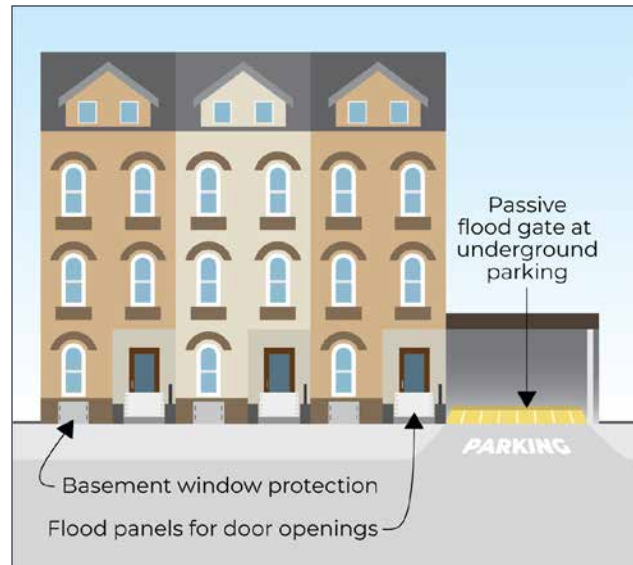 Passive
flood gate at
underground
parking
PARKING
Basement window protection
Flood panels for door openings